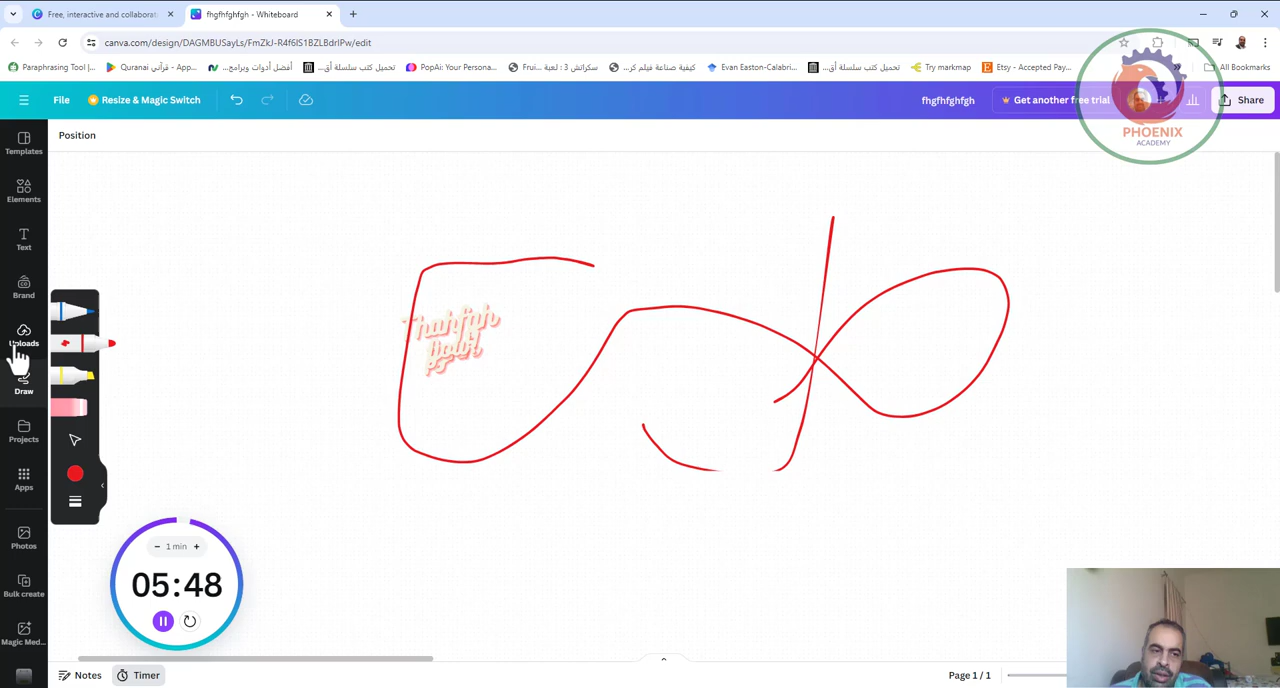 Free, interactive and collaborati
fhgfhfghfgh - Whiteboard
canva.com/design/DAGMBUSayLs/FmZkJ-R4f6IS1BZLBdrIPw/edit
Paraphrasing Tool |...
Quranai - قرآني - App...
أفضل أدوات وبرامج...
تحميل كتب سلسلة أق...
PopAi: Your Persona...
سكراتش 3 : لعبة Frui...
كيفية صناعة فيلم كر...
Evan Easton-Calabri...
تحميل كتب سلسلة أق...
Try markmap
Etsy - Accepted Pay...
All Bookmarks
File
Resize & Magic Switch
fhgfhfghfgh
Get another free trial
Share
PHOENIX
ACADEMY
Position
Templates
Elements
Text
Brand
Uploads
Draw
Projects
Apps
Photos
Bulk create
Magic Med...
1 min
05:48
Notes
Timer
Page 1 / 1